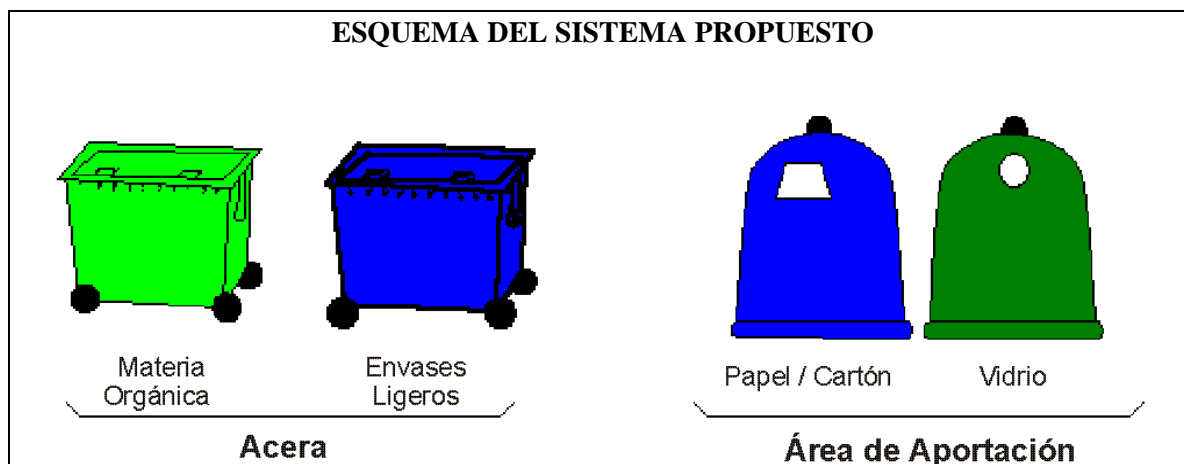 ESQUEMA DEL SISTEMA PROPUESTO
Materia
Orgánica
Envases
Ligeros
Papel / Cartón
Vidrio
Acera
Área de Aportación